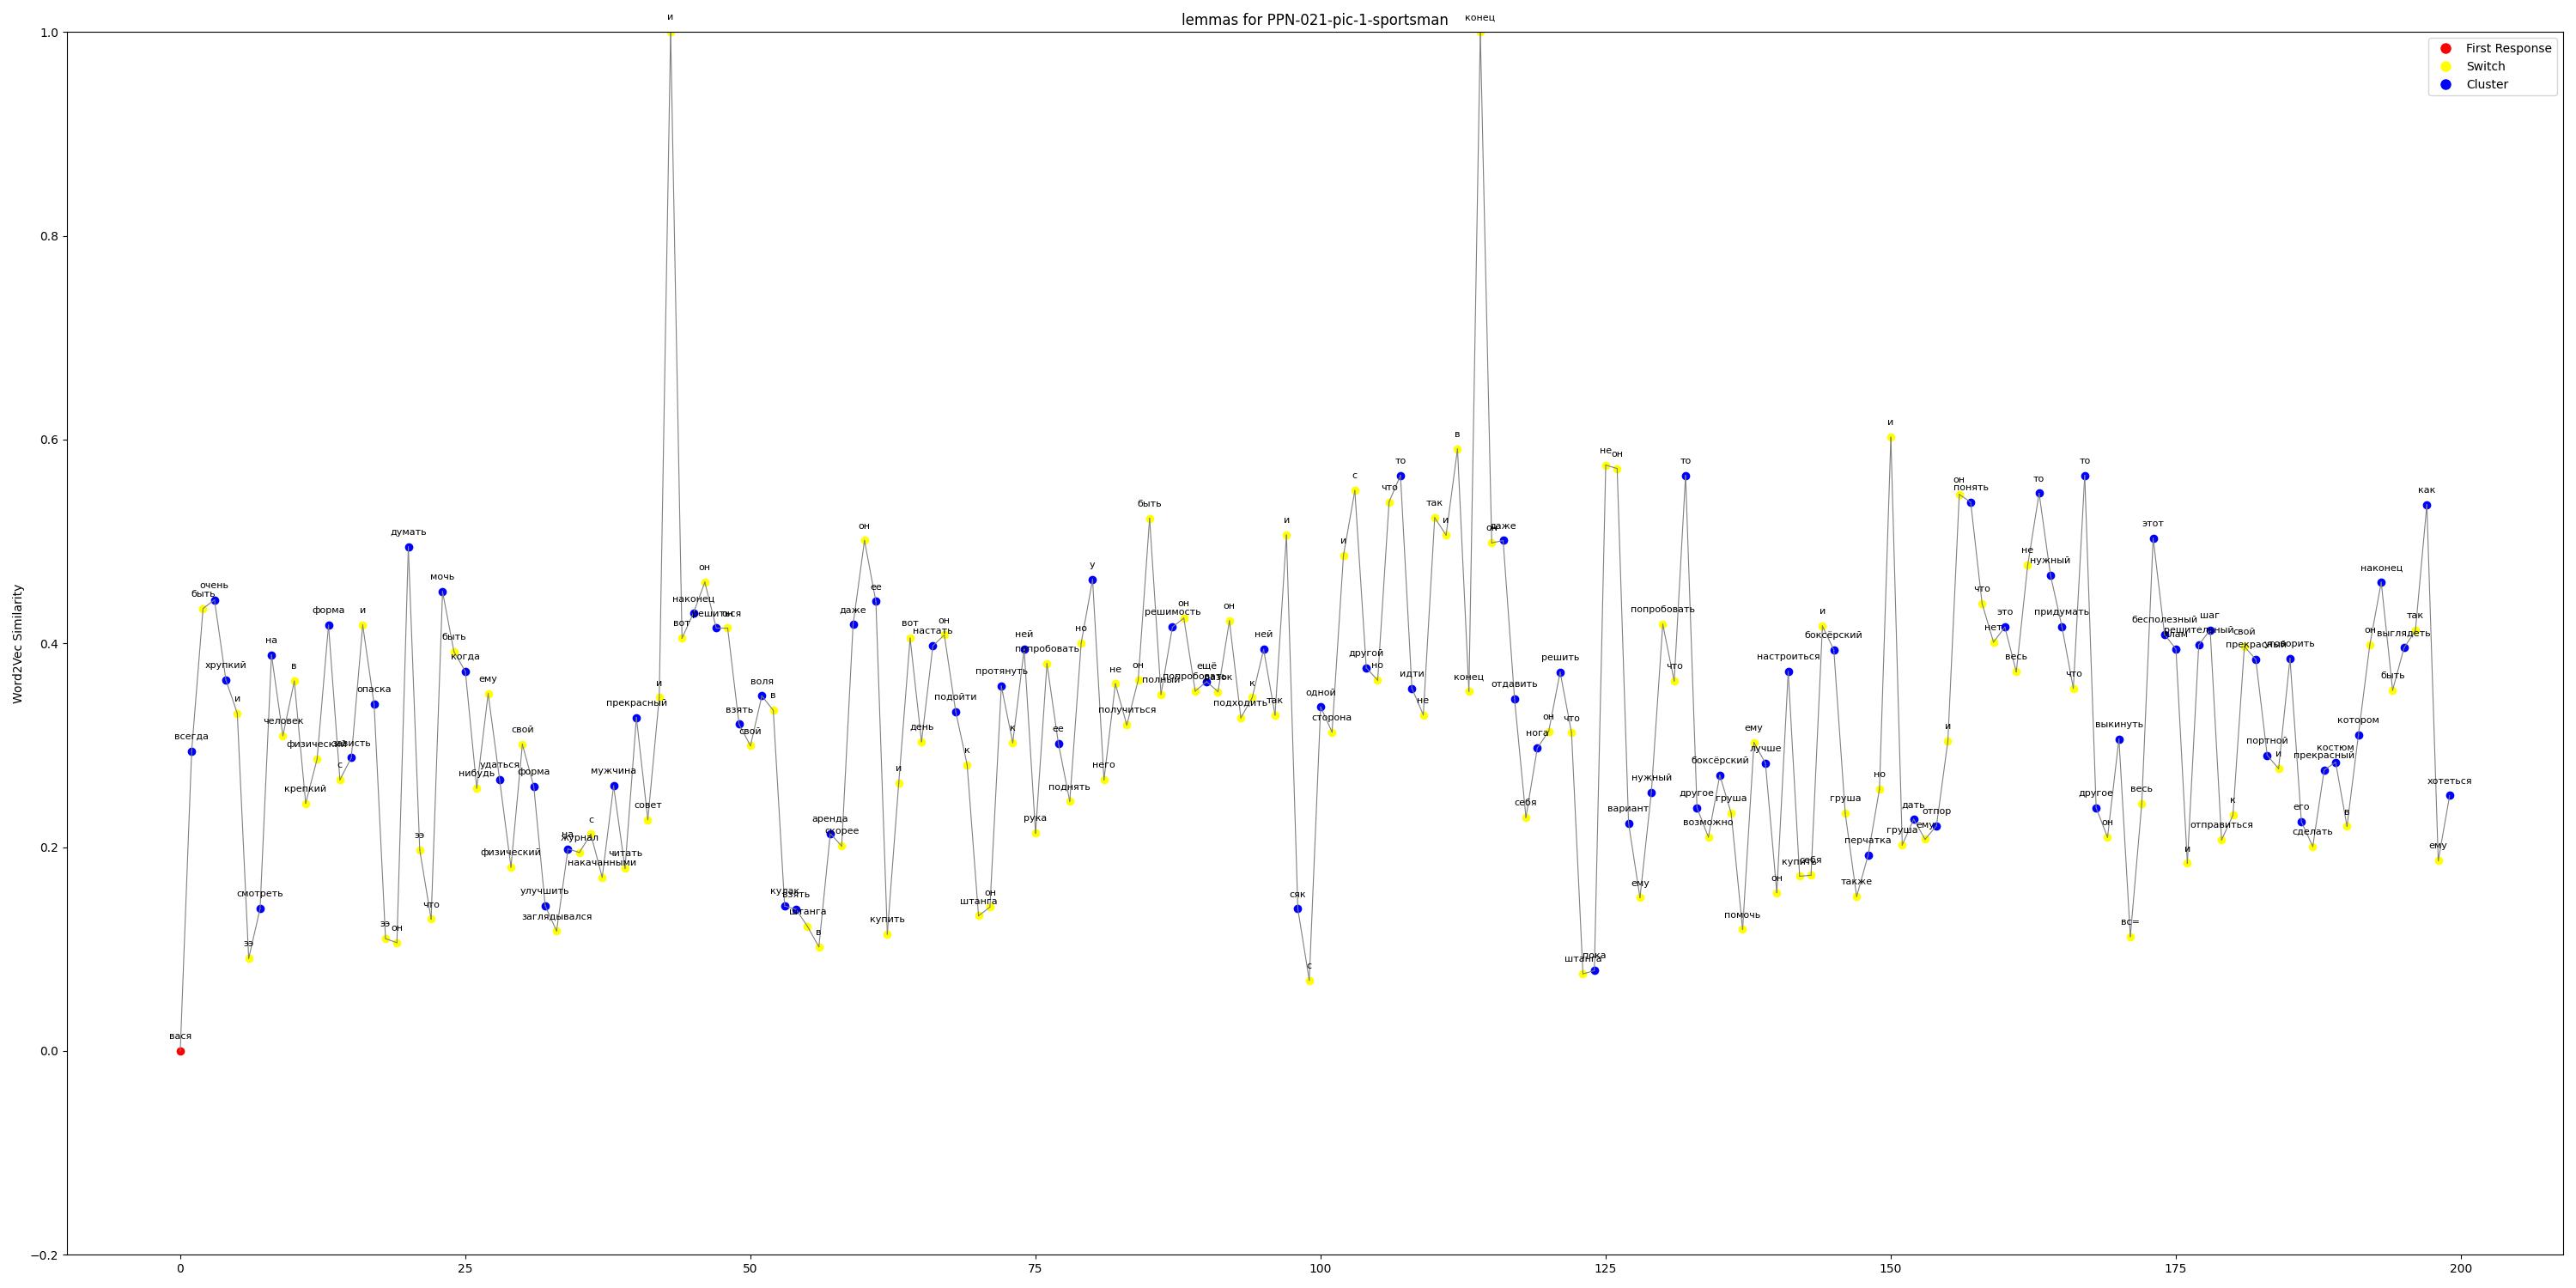 lemmas for PPN-021-pic-1-sportsman
First Response
Switch
Cluster
Word2Vec Similarity
1.0
0.8
0.6
0.4
0.2
0.0
−0.2
0
25
50
75
100
125
150
175
200
вася
всегда
быть
очень
хрупкий
и
ээ
смотреть
на
человек
в
крепкий
физический
форма
с
зависть
и
опаска
ээ
он
думать
ээ
что
мочь
быть
когда
нибудь
ему
удаться
физический
свой
форма
улучшить
заглядывался
на
журнал
с
накачанными
мужчина
читать
прекрасный
совет
и
и
вот
наконец
он
решиться
он
взять
свой
воля
в
кулак
взять
штанга
в
аренда
скорее
даже
он
ее
купить
и
вот
день
настать
он
подойти
к
штанга
он
протянуть
к
ней
рука
попробовать
ее
поднять
но
у
него
не
получиться
он
быть
полный
решимость
он
попробовать
ещё
разок
он
подходить
к
ней
так
и
сяк
с
одной
сторона
и
с
другой
но
что
то
идти
не
так
и
в
конец
конец
он
даже
отдавить
себя
нога
он
решить
что
штанга
пока
не
он
вариант
ему
нужный
попробовать
что
то
другое
возможно
боксёрский
груша
помочь
ему
лучше
он
настроиться
купить
себя
и
боксёрский
груша
также
перчатка
но
и
груша
дать
ему
отпор
и
он
понять
что
нет
это
весь
не
то
нужный
придумать
что
то
другое
он
выкинуть
вс=
весь
этот
бесполезный
хлам
и
решительный
шаг
отправиться
к
свой
прекрасный
портной
и
уговорить
его
сделать
прекрасный
костюм
в
котором
он
наконец
быть
выглядеть
так
как
ему
хотеться